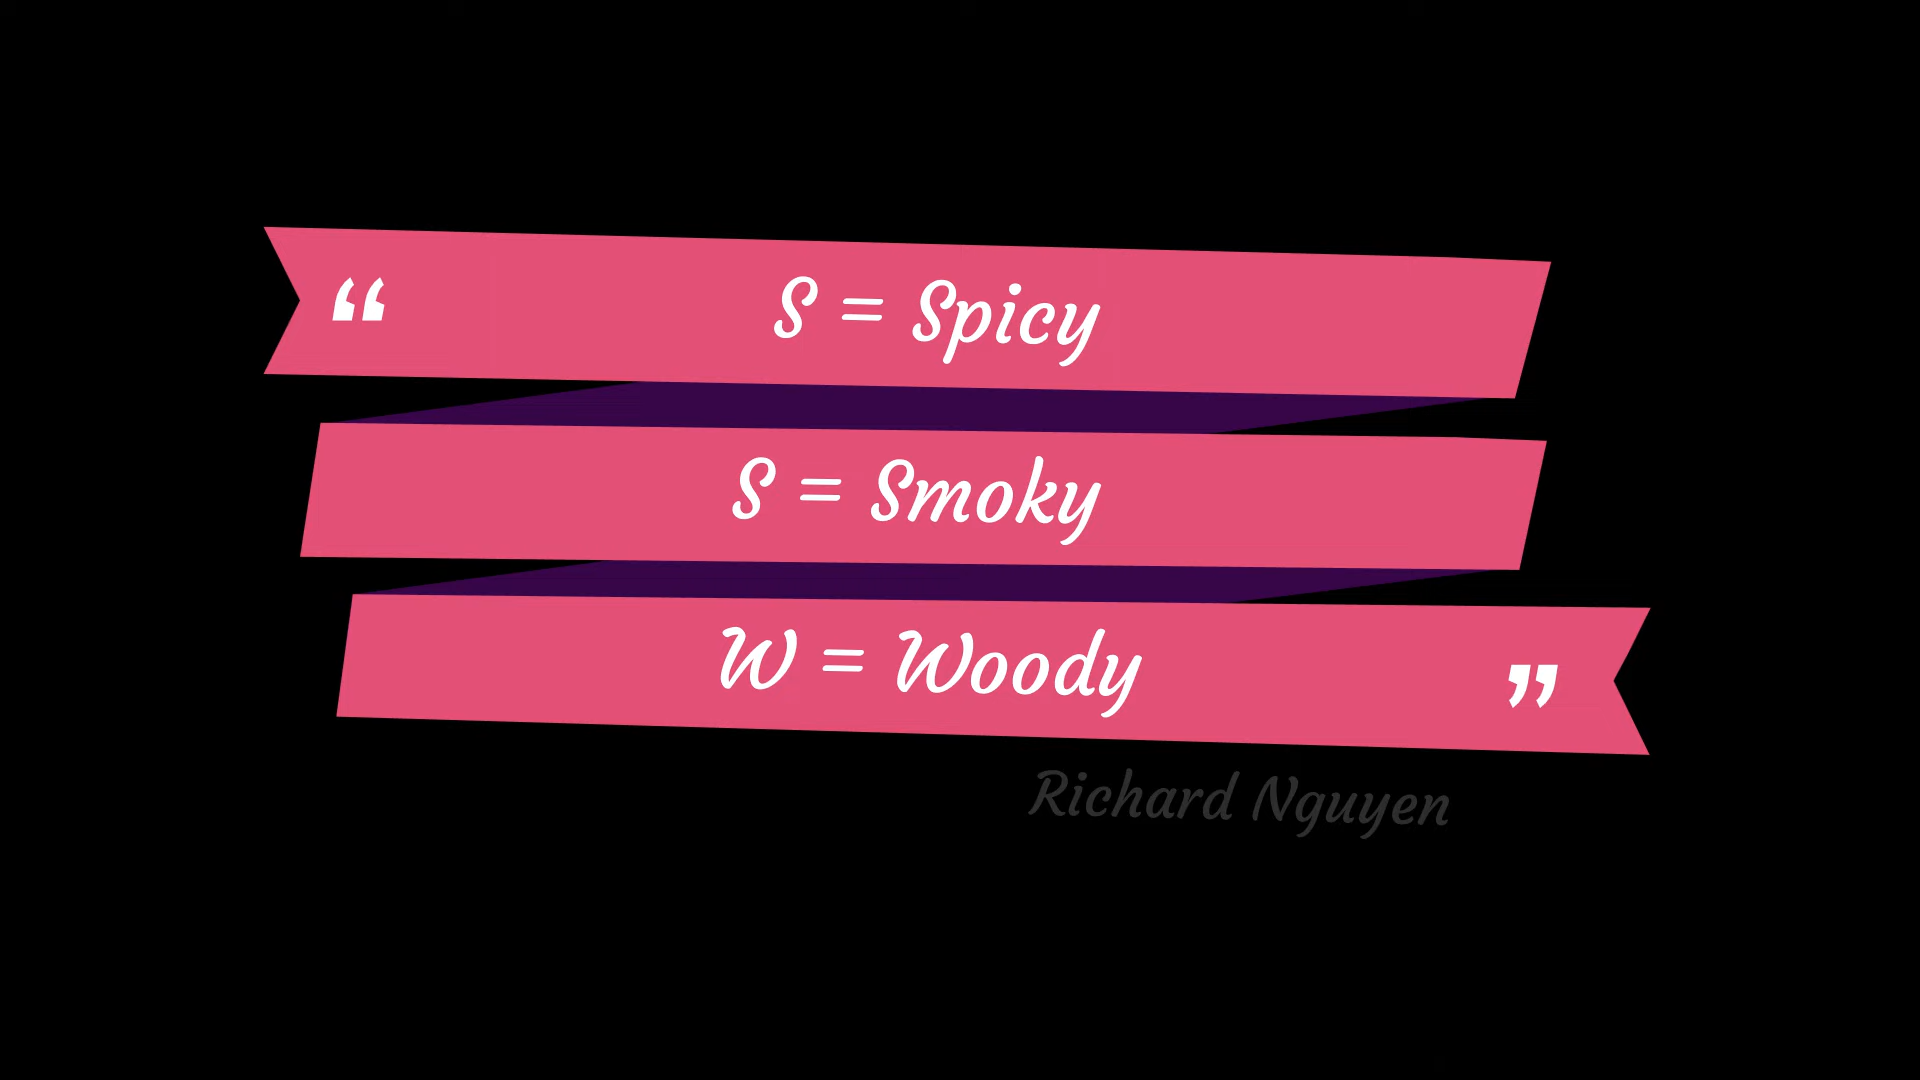 “ S = Spicy
S = Smoky
W = Woody ”
Richard Nguyen